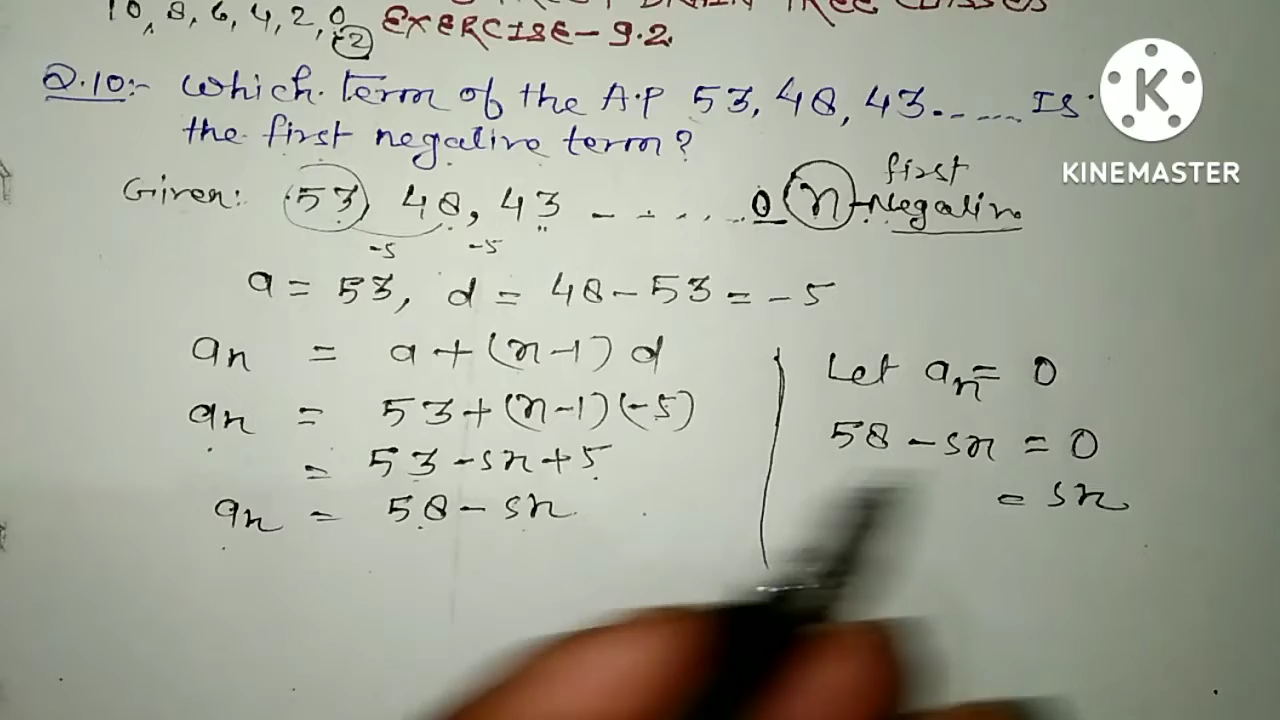 10, 8, 6, 4, 2, 0, -2 EXERCISE-9.2
K
KINEMASTER
Q.10:- Which term of the A.P 53, 48, 43..... Is
the first negative term?
Given: 53, 48, 43 ------- 0 n→ first negative
-5 -5
a = 53, d = 48-53 = -5
an = a+(n-1) d
an = 53+(n-1)(-5)
= 53-5n+5
an = 58-5n
Let an = 0
58-5n = 0
= 5n